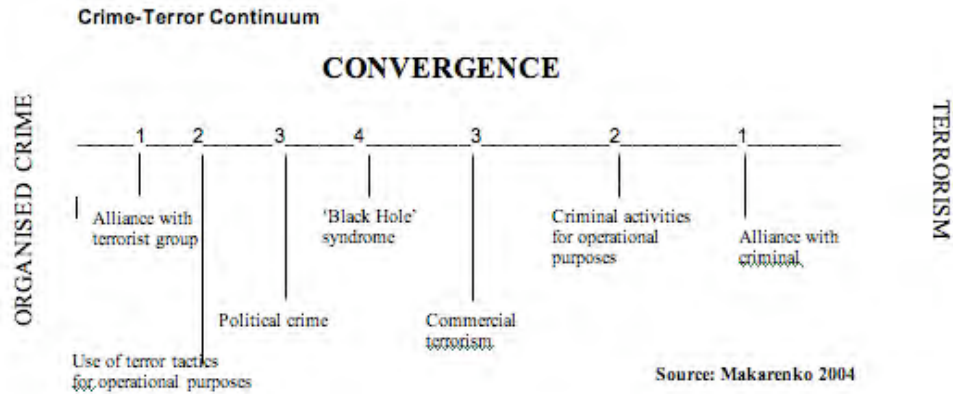 Crime-Terror Continuum
CONVERGENCE
ORGANISED CRIME
TERRORISM
1 2 3 4 3 2 1
Alliance with
terrorist group
Use of terror tactics
for operational purposes
Political crime
'Black Hole'
syndrome
Commercial
terrorism
Criminal activities
for operational
purposes
Alliance with
criminal
Source: Makarenko 2004